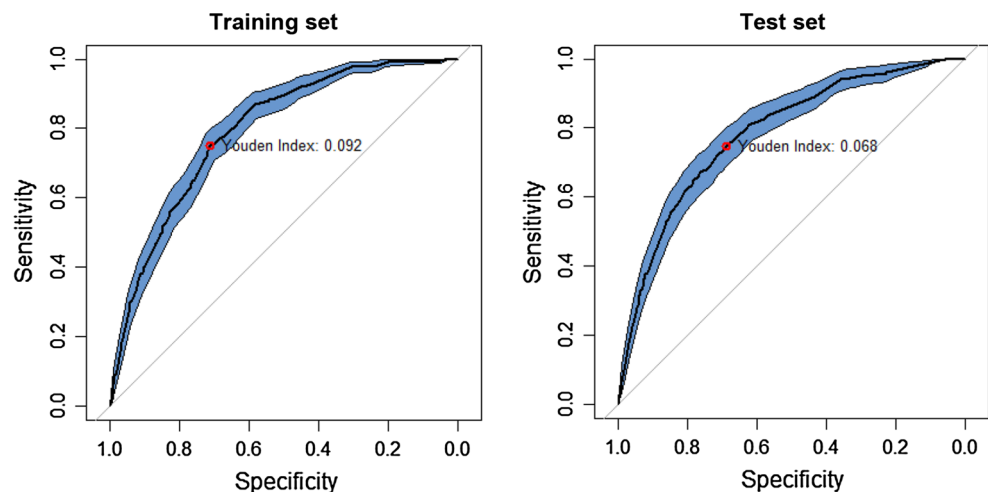 Training set
1.0
0.8
0.6
0.4
0.2
0.0
Sensitivity
Youden Index: 0.092
1.0 0.8 0.6 0.4 0.2 0.0
Specificity
Test set
1.0
0.8
0.6
0.4
0.2
0.0
Sensitivity
Youden Index: 0.068
1.0 0.8 0.6 0.4 0.2 0.0
Specificity